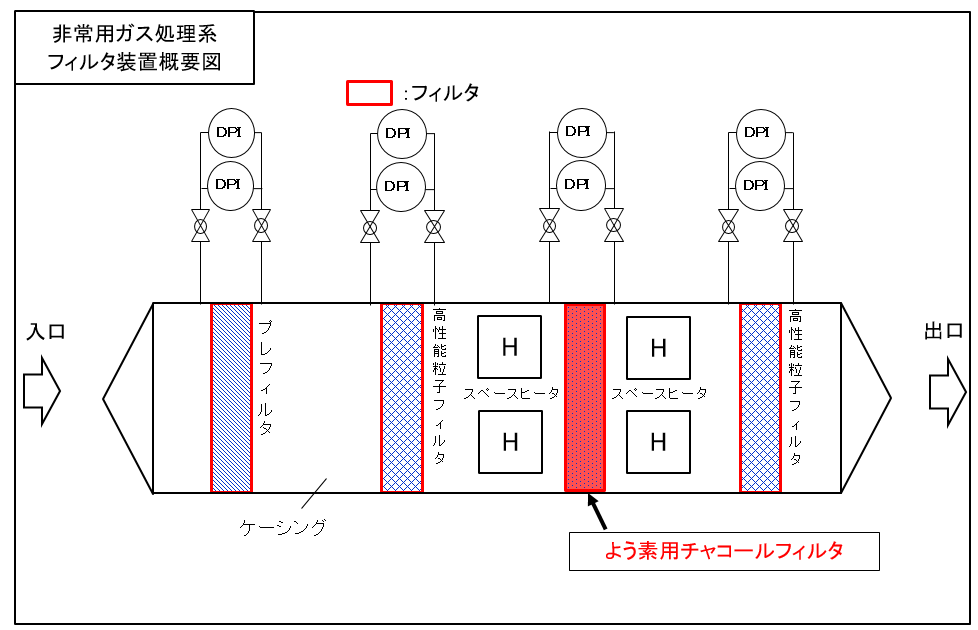 非常用ガス処理系
フィルタ装置概要図
:フィルタ
DPI
DPI
DPI
DPI
DPI
DPI
DPI
DPI
入口
プレフィルタ
高性能粒子フィルタ
H
スペースヒータ
H
H
スペースヒータ
H
高性能粒子フィルタ
出口
ケーシング
よう素用チャコールフィルタ